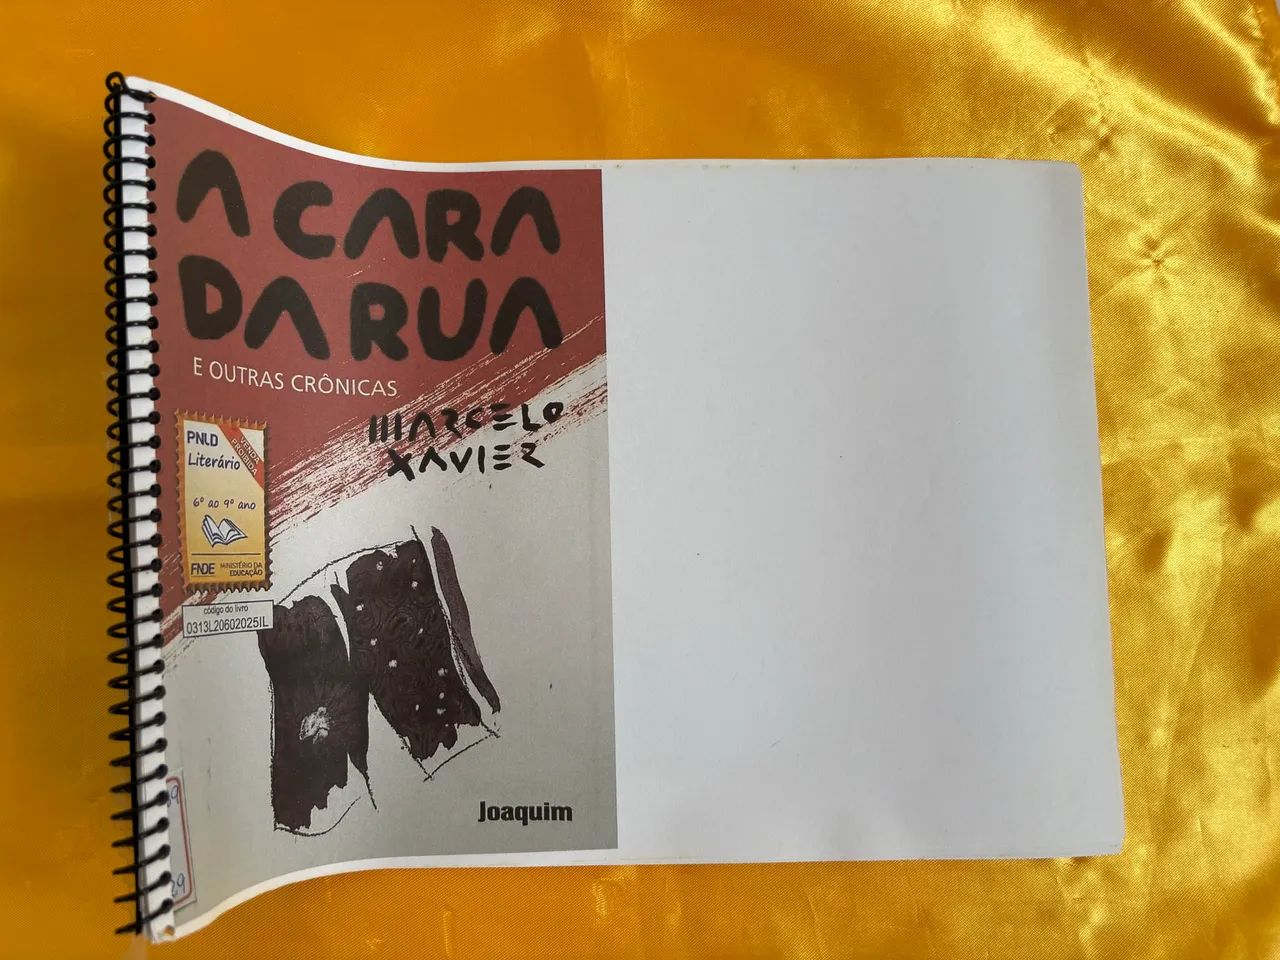 A CARA
DA RUA
E OUTRAS CRÔNICAS
MARCELO
XAVIER
PNLD
Literário
VENDA
PROIBIDA
6º ao 9º ano
FNDE
MINISTÉRIO DA
EDUCAÇÃO
código do livro
0313L20602025IL
Joaquim